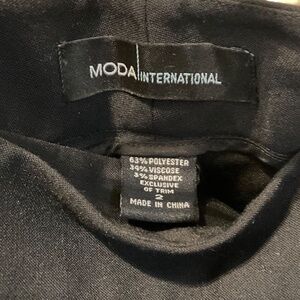 MODA INTERNATIONAL
63% POLYESTER
34% VISCOSE
3% SPANDEX
EXCLUSIVE
OF TRIM
2
MADE IN CHINA